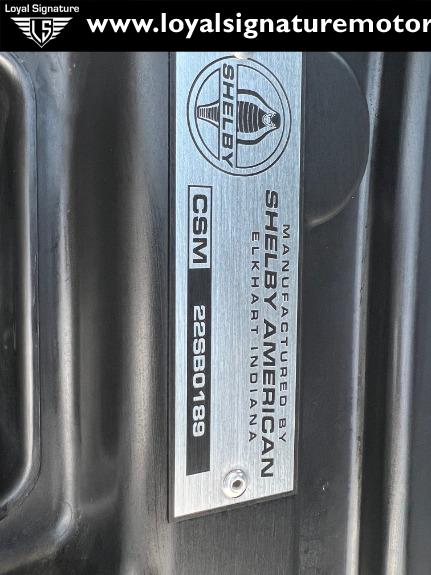 Loyal Signature
LS
www.loyalsignaturemotor
SHELBY
MANUFACTURED BY
SHELBY AMERICAN
ELKHART INDIANA
CSM 22SB0189